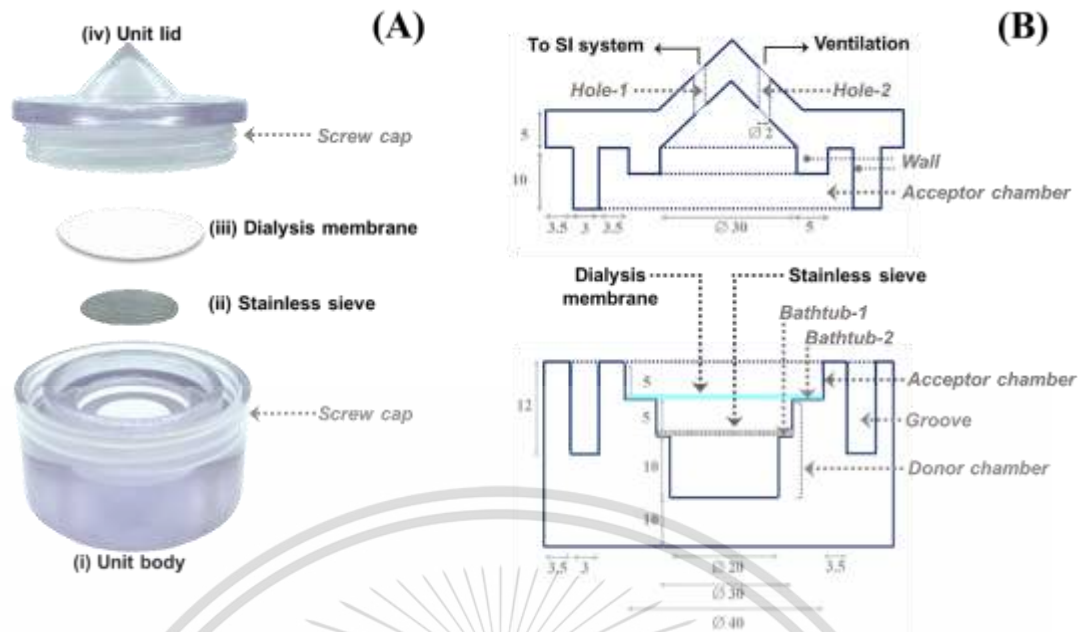 (A)
(iv) Unit lid
Screw cap
(iii) Dialysis membrane
(ii) Stainless sieve
Screw cap
(i) Unit body
(B)
To SI system
Ventilation
Hole-1
Hole-2
Ø 2
5
10
Wall
Acceptor chamber
3.5
3
3.5
Ø 30
5
Dialysis
membrane
Stainless sieve
Bathtub-1
Bathtub-2
5
Acceptor chamber
12
5
Groove
10
Donor chamber
10
3.5
3
Ø 20
3.5
Ø 30
Ø 40